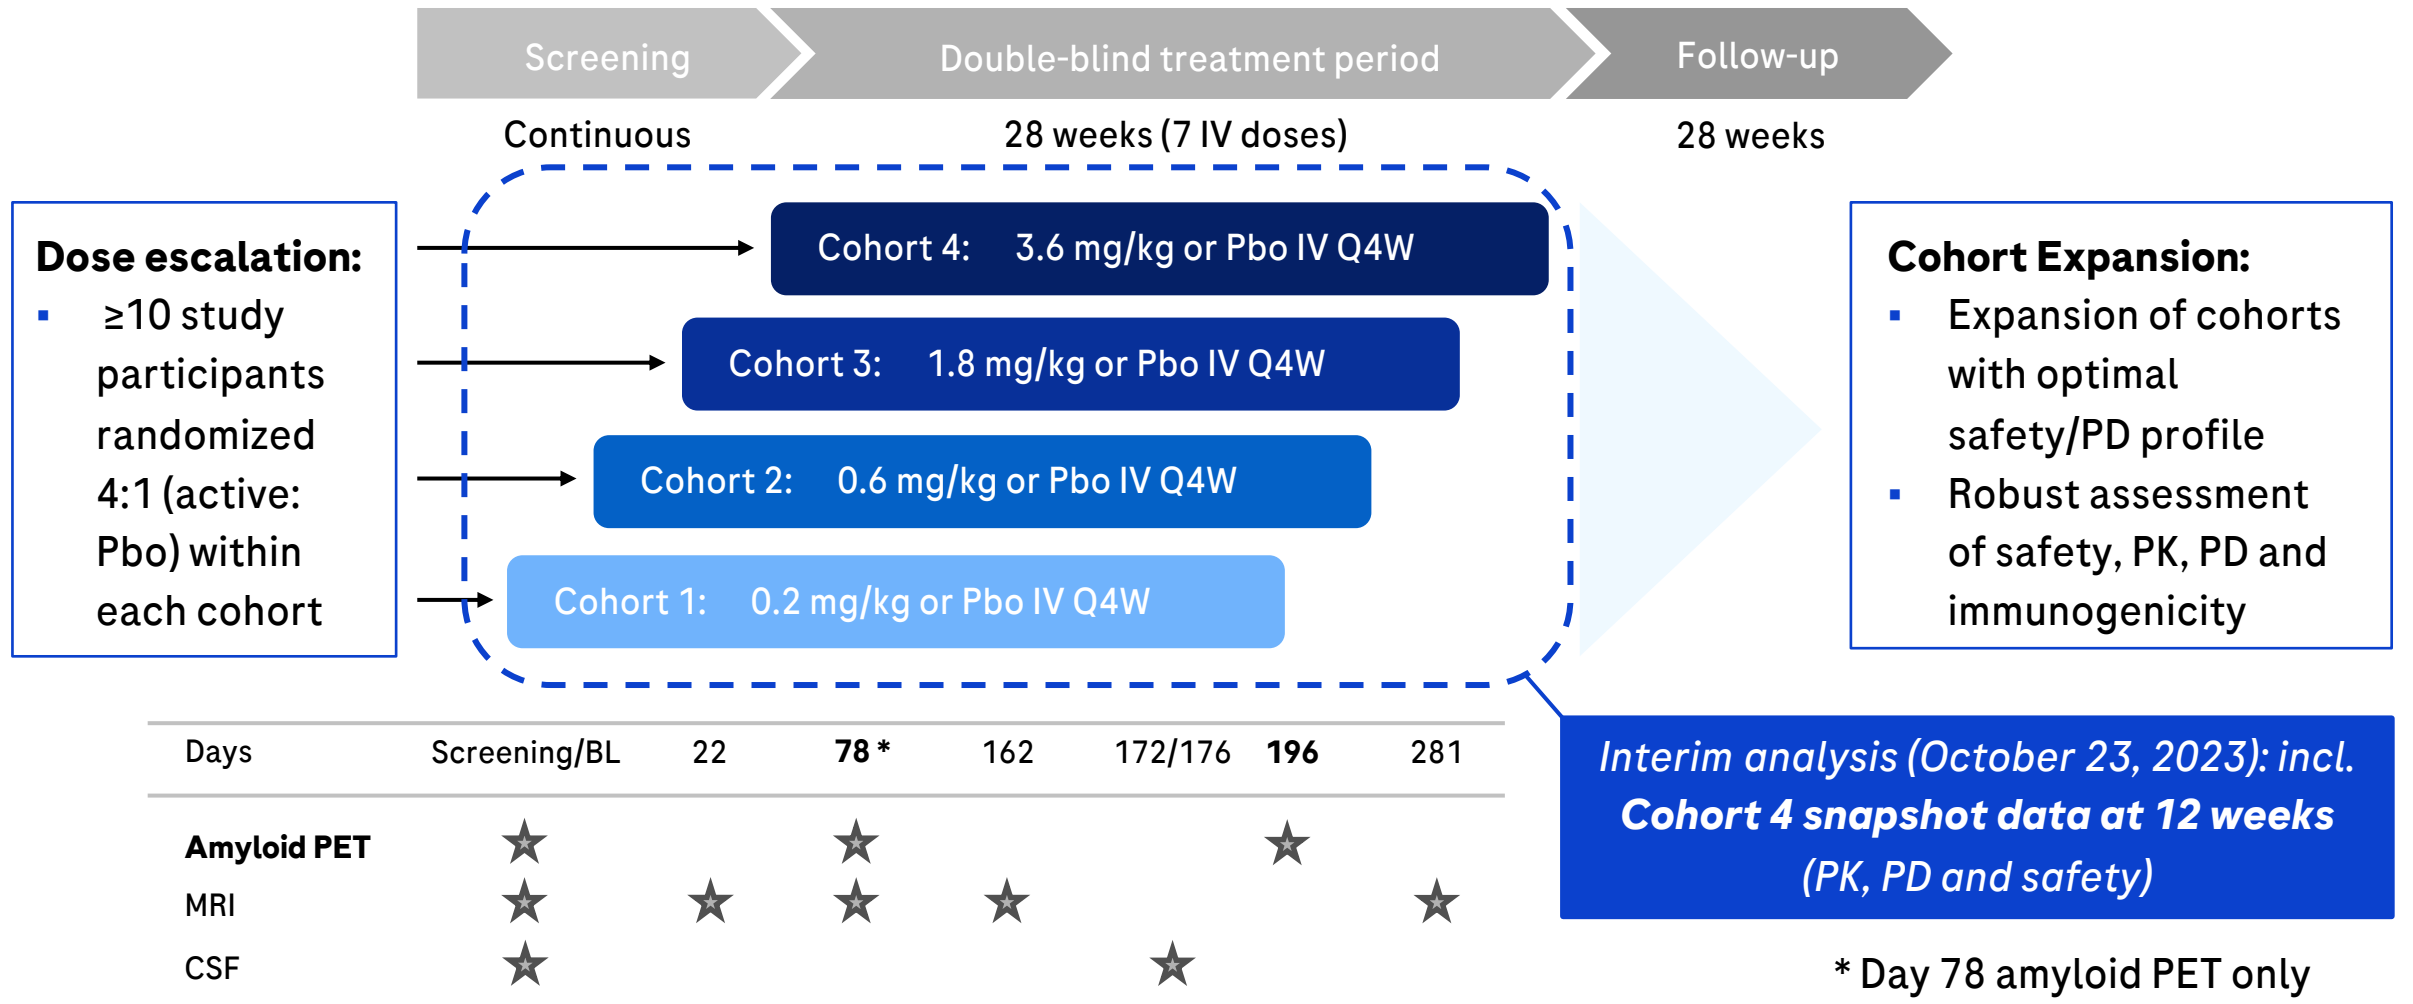 Screening
Double-blind treatment period
Follow-up
Continuous
28 weeks (7 IV doses)
28 weeks
Dose escalation:
▪ ≥10 study
participants
randomized
4:1 (active:
Pbo) within
each cohort
Cohort 4: 3.6 mg/kg or Pbo IV Q4W
Cohort 3: 1.8 mg/kg or Pbo IV Q4W
Cohort 2: 0.6 mg/kg or Pbo IV Q4W
Cohort 1: 0.2 mg/kg or Pbo IV Q4W
Cohort Expansion:
▪ Expansion of cohorts
with optimal
safety/PD profile
▪ Robust assessment
of safety, PK, PD and
immunogenicity
Days Screening/BL 22 78 * 162 172/176 196 281
Amyloid PET
MRI
CSF
Interim analysis (October 23, 2023): incl.
Cohort 4 snapshot data at 12 weeks
(PK, PD and safety)
* Day 78 amyloid PET only